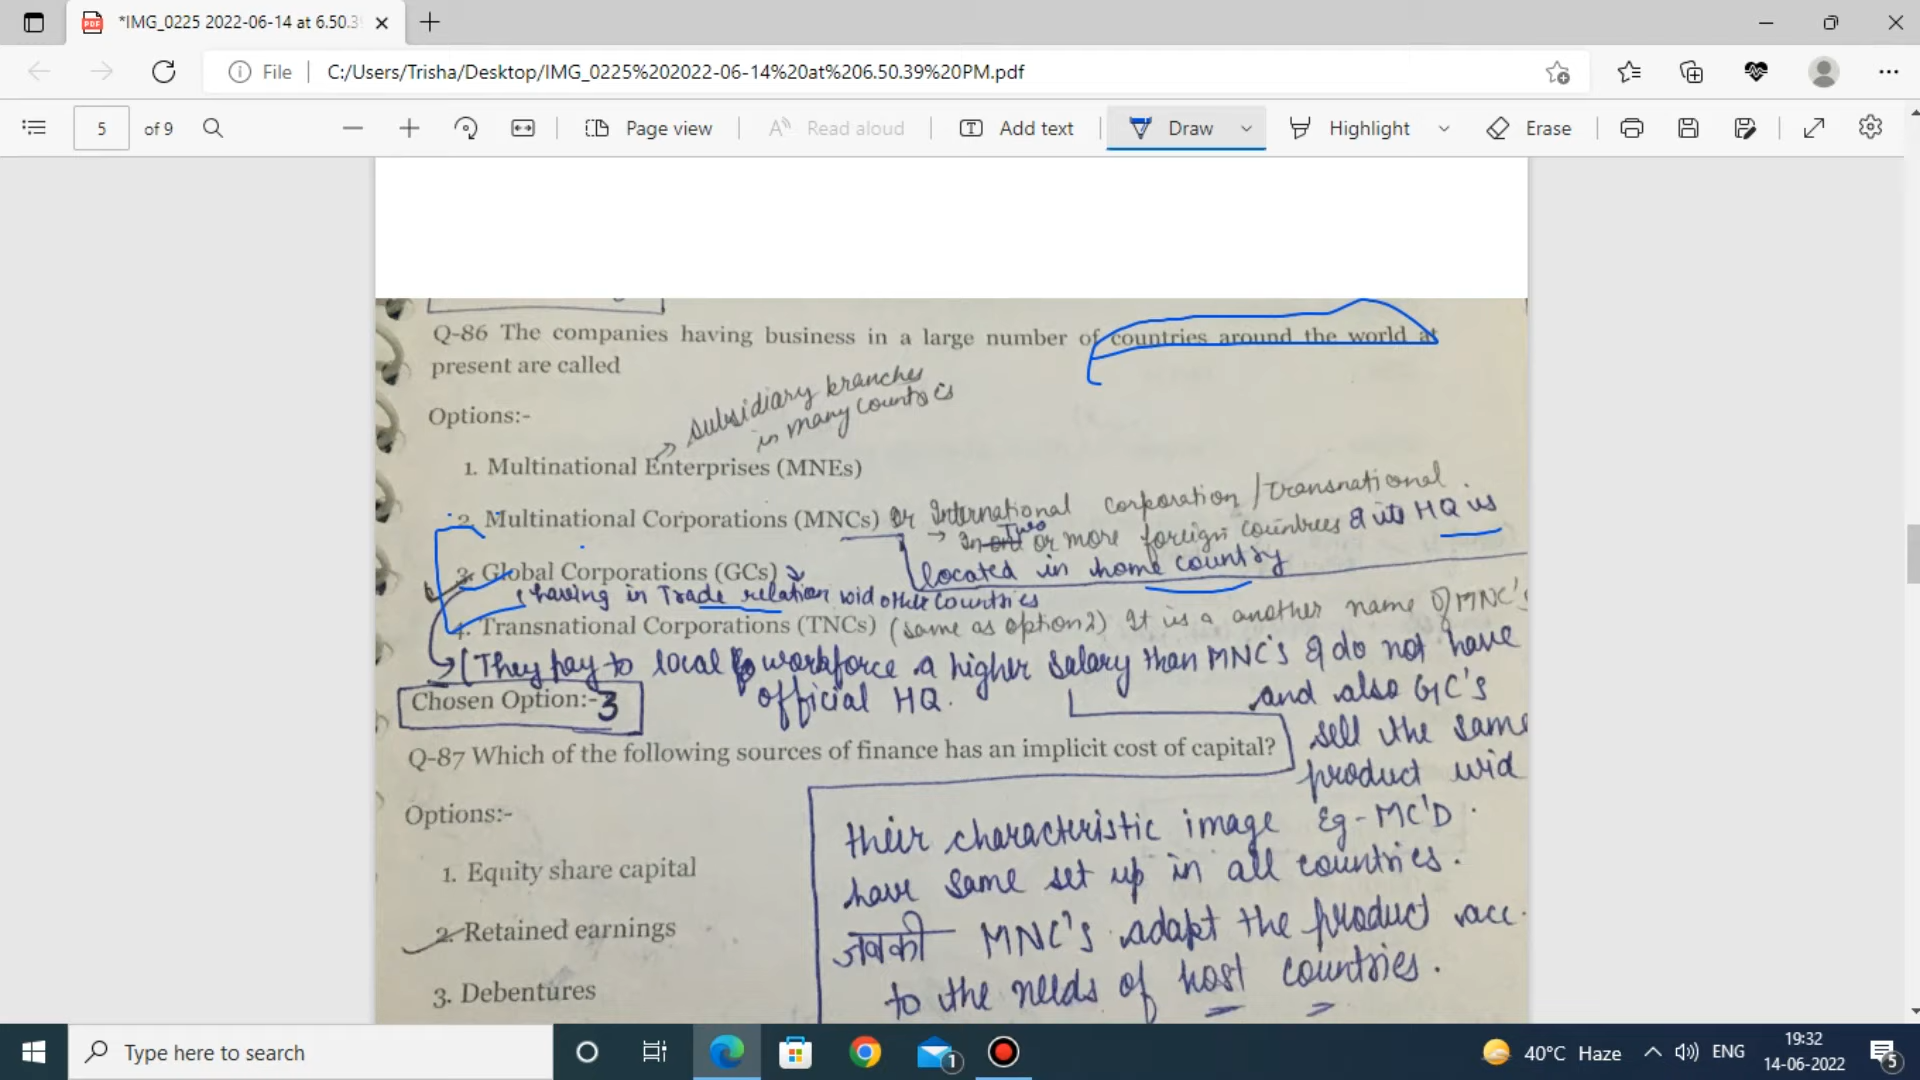 *IMG_0225 2022-06-14 at 6.50.3
File
C:/Users/Trisha/Desktop/IMG_0225%202022-06-14%20at%206.50.39%20PM.pdf
5 of 9
Page view
Read aloud
Add text
Draw
Highlight
Erase
Q-86 The companies having business in a large number of countries around the world at
present are called
subsidiary branches
in many countries
Options:-
1. Multinational Enterprises (MNEs)
2. Multinational Corporations (MNCs) or International Corporation / Transnational.
→ In Two or more foreign countries & its HQ is
located in home country
3. Global Corporations (GCs)
(having in Trade relation wid other countries
4. Transnational Corporations (TNCs) (same as option 2) It is a another name of MNC's
(They pay to local workforce a higher salary than MNC's & do not have
official HQ.
Chosen Option:- 3
and also GC's
sell the same
product wid
Q-87 Which of the following sources of finance has an implicit cost of capital?
their characteristic image Eg - MC'D.
have same set up in all countries.
जबकी MNC's adapt the product acc.
to the needs of host countries.
Options:-
1. Equity share capital
2. Retained earnings
3. Debentures
Type here to search
1
40°C Haze
ENG
19:32
14-06-2022
5